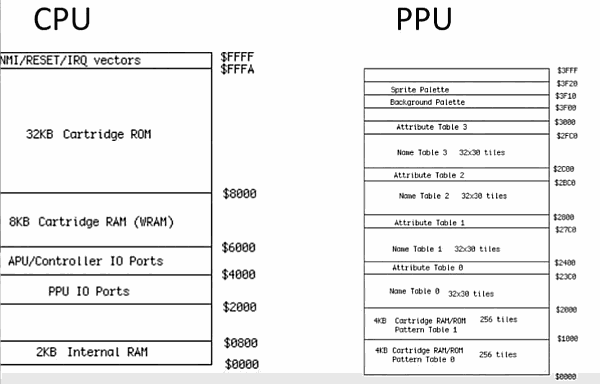 CPU
NMI/RESET/IRQ vectors
$FFFF
$FFFA
32KB Cartridge ROM
$8000
8KB Cartridge RAM (WRAM)
$6000
APU/Controller IO Ports
$4000
PPU IO Ports
$2000
$0800
2KB Internal RAM
$0000
PPU
$3FFF
$3F20
Sprite Palette
$3F10
Background Palette
$3F00
$3000
Attribute Table 3
$2FC0
Name Table 3 32x30 tiles
$2C00
Attribute Table 2
$2BC0
Name Table 2 32x30 tiles
$2800
Attribute Table 1
$27C0
Name Table 1 32x30 tiles
$2400
Attribute Table 0
$23C0
Name Table 0 32x30 tiles
$2000
4KB Cartridge RAM/ROM 256 tiles
Pattern Table 1
$1000
4KB Cartridge RAM/ROM 256 tiles
Pattern Table 0
$0000